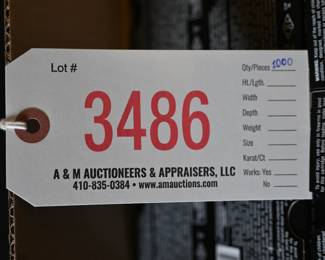 Lot #
3486
A & M AUCTIONEERS & APPRAISERS, LLC
410-835-0384 • www.amauctions.com
Qty/Pieces 1000
Ht./Lgth.
Width
Depth
Weight
Size
Karat/Ct
Works: Yes
No
WARNING